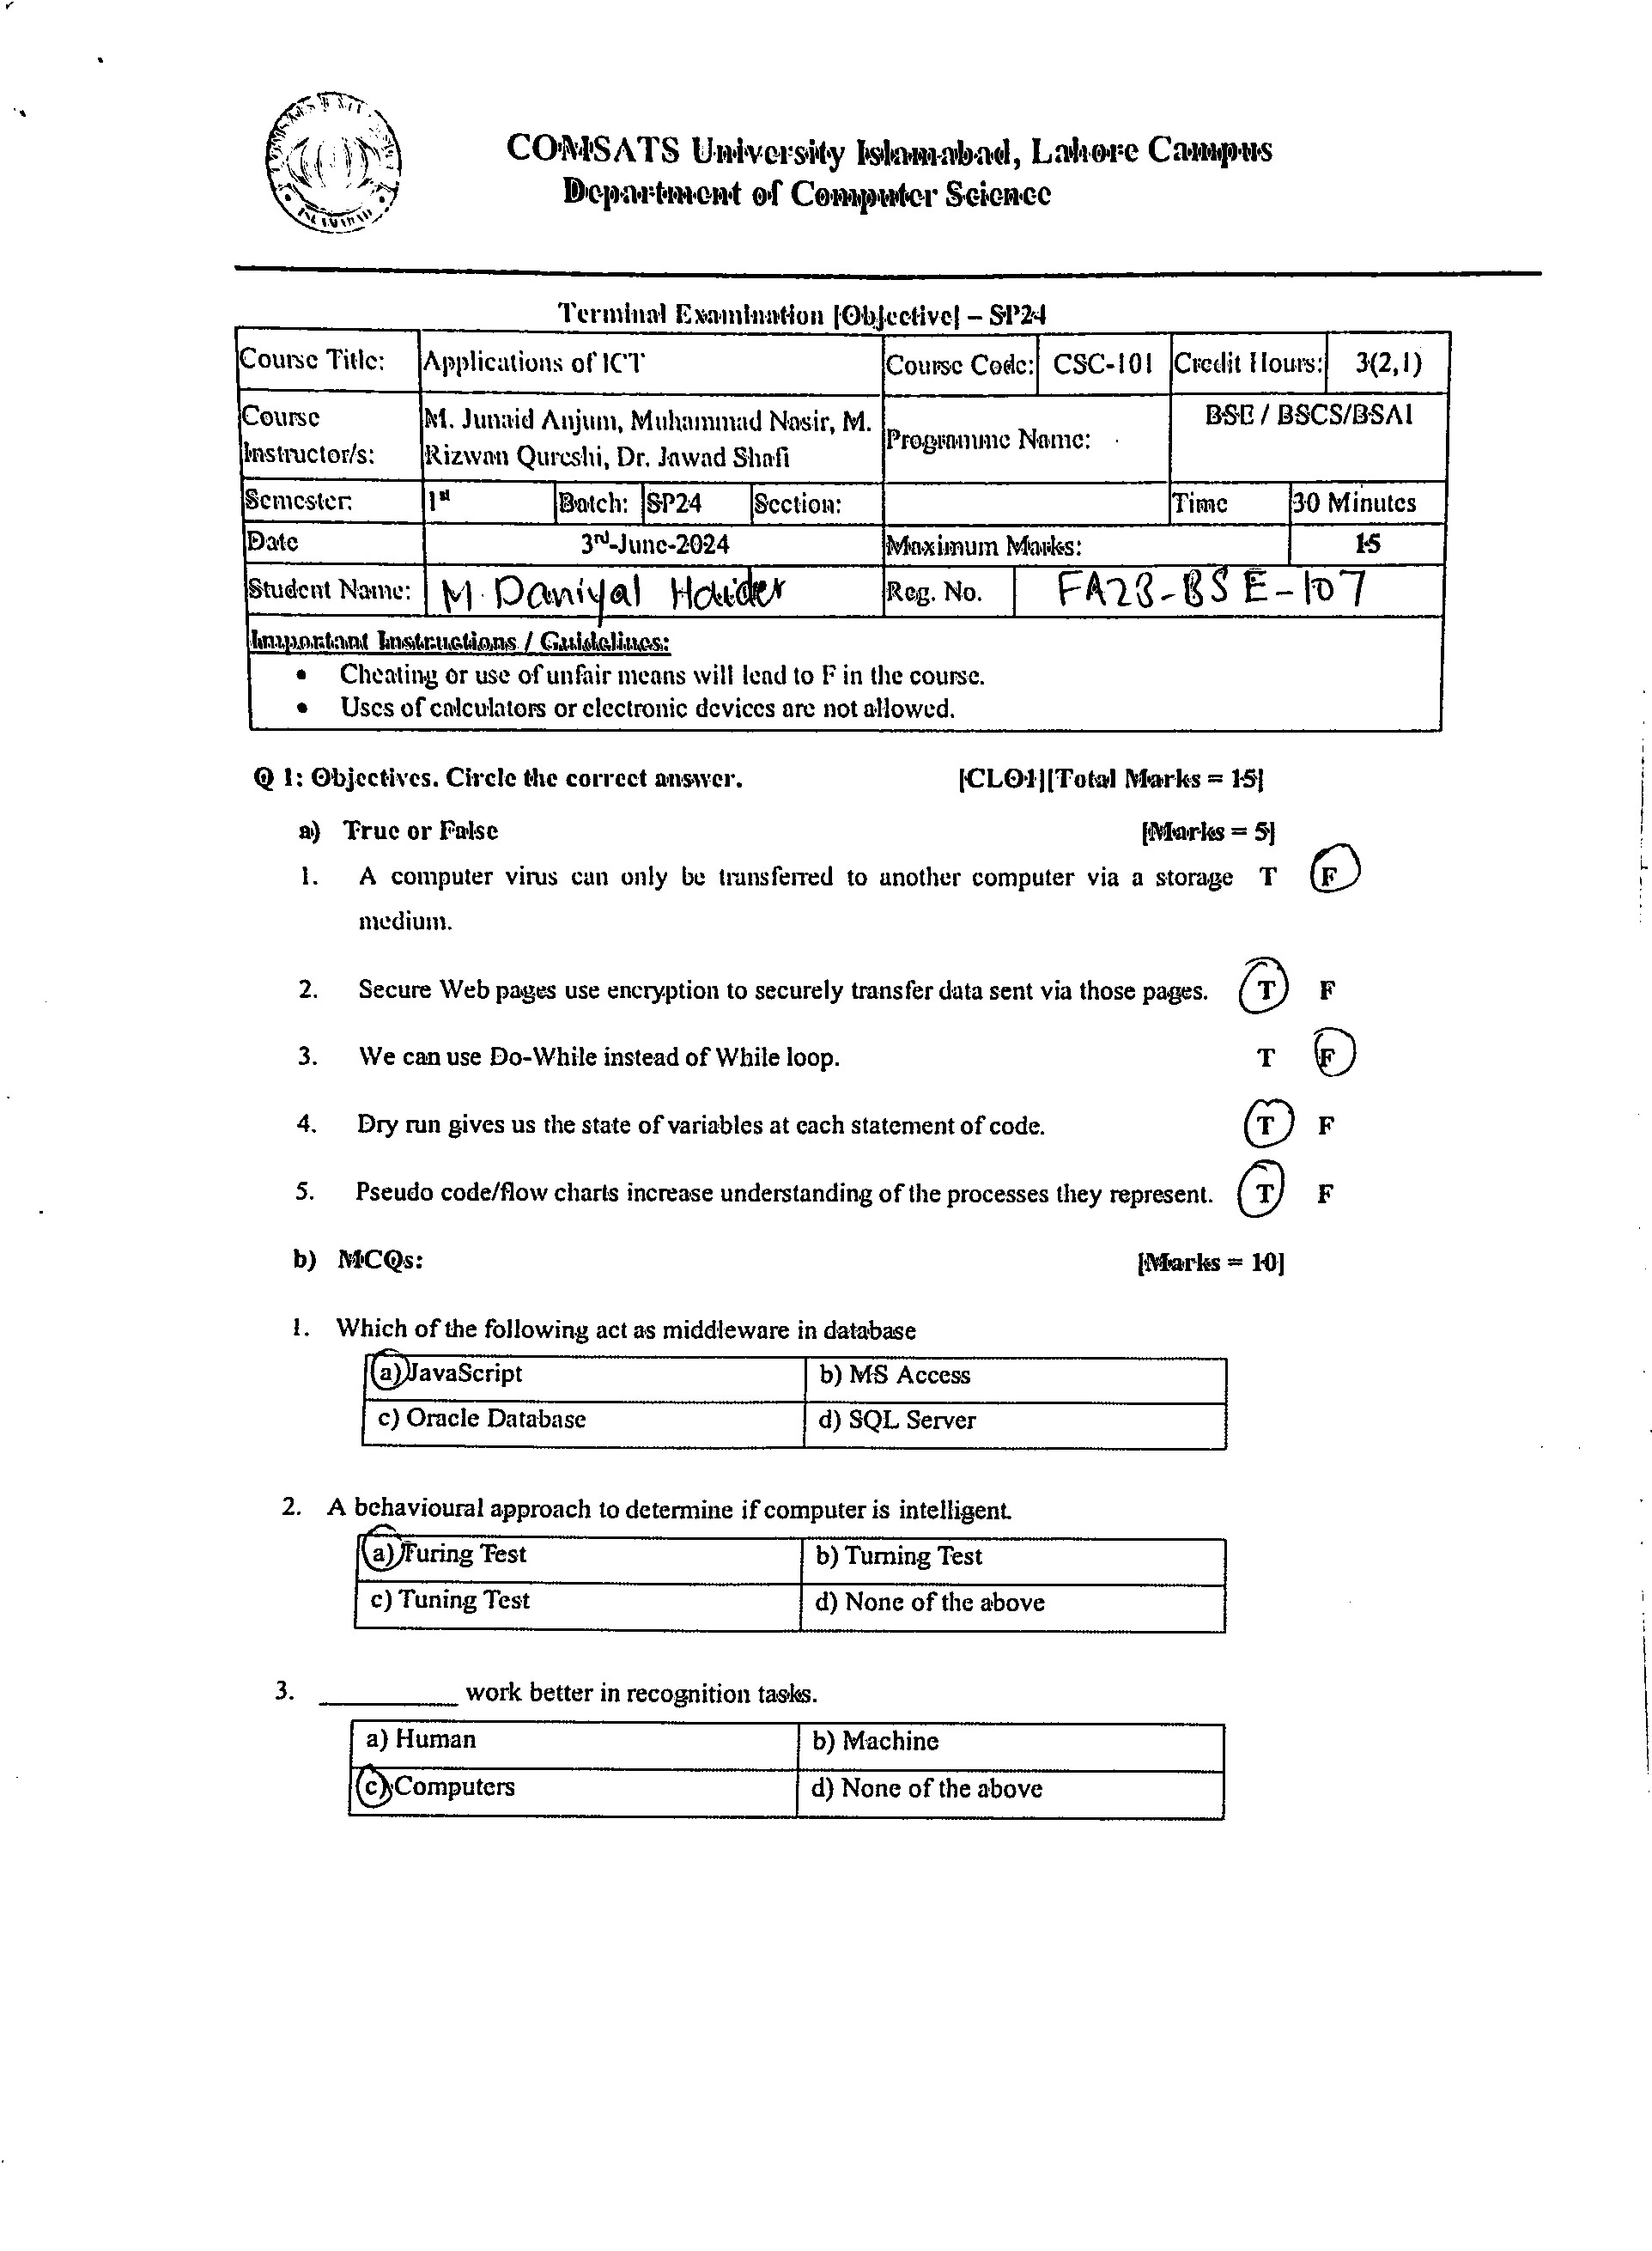 COMSATS University Islamabad, Lahore Campus
Department of Computer Science
ISLAMABAD
Terminal Examination [Objective] – SP24
Course Title: Applications of ICT Course Code: CSC-101 Credit Hours: 3(2,1)
Course Instructor/s: M. Junaid Anjum, Muhammad Nasir, M. Rizwan Qureshi, Dr. Jawad Shafi Programme Name: BSE / BSCS/BSAI
Semester: 1st Batch: SP24 Section: Time 30 Minutes
Date 3rd-June-2024 Maximum Marks: 15
Student Name: M. Daniyal Haider Reg. No. FA23-BSE-107
Important Instructions / Guidelines:
• Cheating or use of unfair means will lead to F in the course.
• Uses of calculators or electronic devices are not allowed.
Q 1: Objectives. Circle the correct answer. [CLO1][Total Marks = 15]
a) True or False [Marks = 5]
1. A computer virus can only be transferred to another computer via a storage T F
medium.
2. Secure Web pages use encryption to securely transfer data sent via those pages. T F
3. We can use Do-While instead of While loop. T F
4. Dry run gives us the state of variables at each statement of code. T F
5. Pseudo code/flow charts increase understanding of the processes they represent. T F
b) MCQs: [Marks = 10]
1. Which of the following act as middleware in database
a) JavaScript b) MS Access
c) Oracle Database d) SQL Server
2. A behavioural approach to determine if computer is intelligent.
a) Turing Test b) Turning Test
c) Tuning Test d) None of the above
3. __________ work better in recognition tasks.
a) Human b) Machine
c) Computers d) None of the above